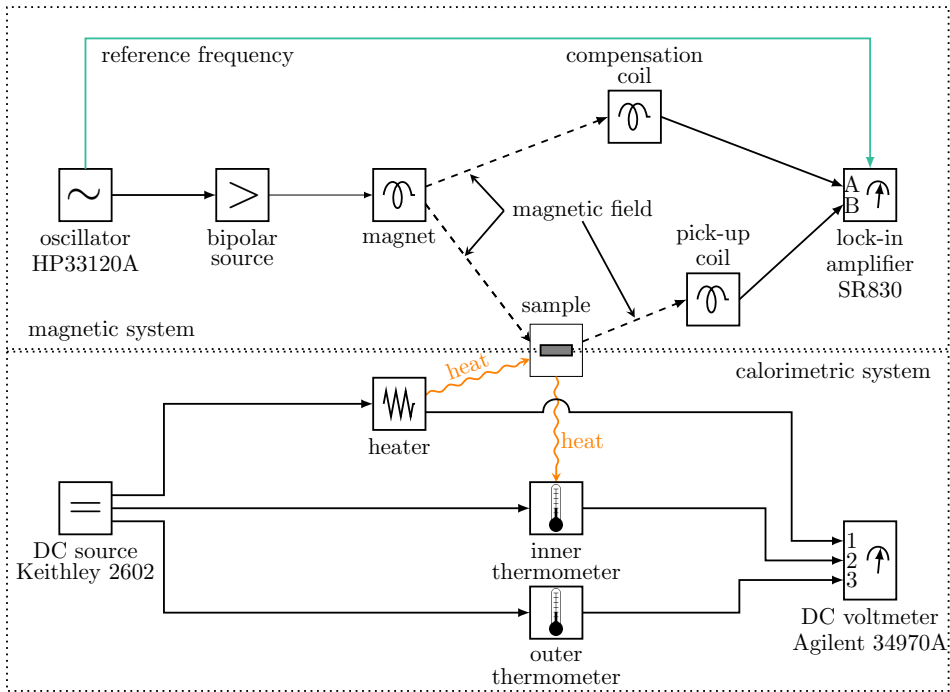 reference frequency
compensation
coil
A
B
oscillator
HP33120A
bipolar
source
magnet
magnetic field
pick-up
coil
lock-in
amplifier
SR830
sample
magnetic system
calorimetric system
heat
heater
heat
DC source
Keithley 2602
inner
thermometer
1
2
3
DC voltmeter
Agilent 34970A
outer
thermometer